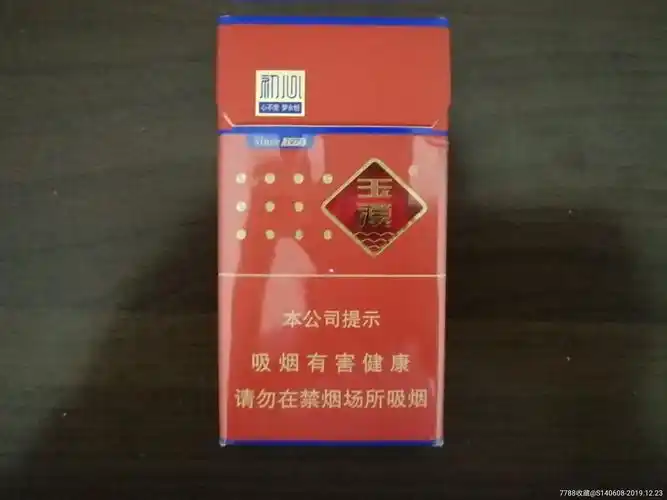 初心
心不变 梦永恒
since
玉溪
本公司提示
吸烟有害健康
请勿在禁烟场所吸烟
7788收藏@S140608-2019.12.23